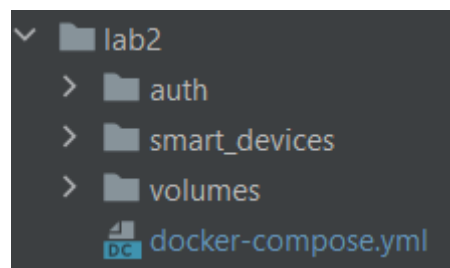 lab2
auth
smart_devices
volumes
DC docker-compose.yml